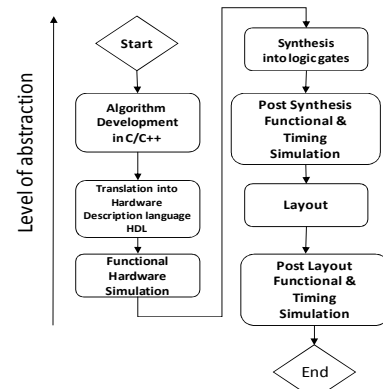 Level of abstraction
Start
Algorithm
Development
in C/C++
Translation into
Hardware
Description language
HDL
Functional
Hardware
Simulation
Synthesis
into logic gates
Post Synthesis
Functional &
Timing
Simulation
Layout
Post Layout
Functional &
Timing
Simulation
End